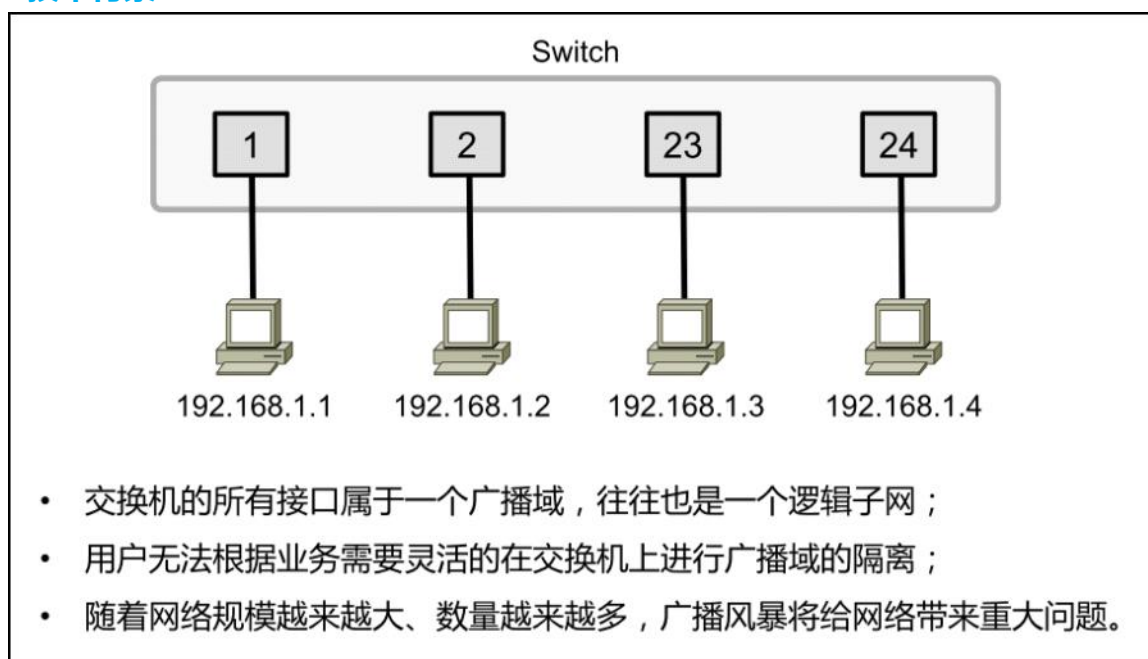 Switch
1 2 23 24
192.168.1.1 192.168.1.2 192.168.1.3 192.168.1.4
• 交换机的所有接口属于一个广播域，往往也是一个逻辑子网；
• 用户无法根据业务需要灵活的在交换机上进行广播域的隔离；
• 随着网络规模越来越大、数量越来越多，广播风暴将给网络带来重大问题。